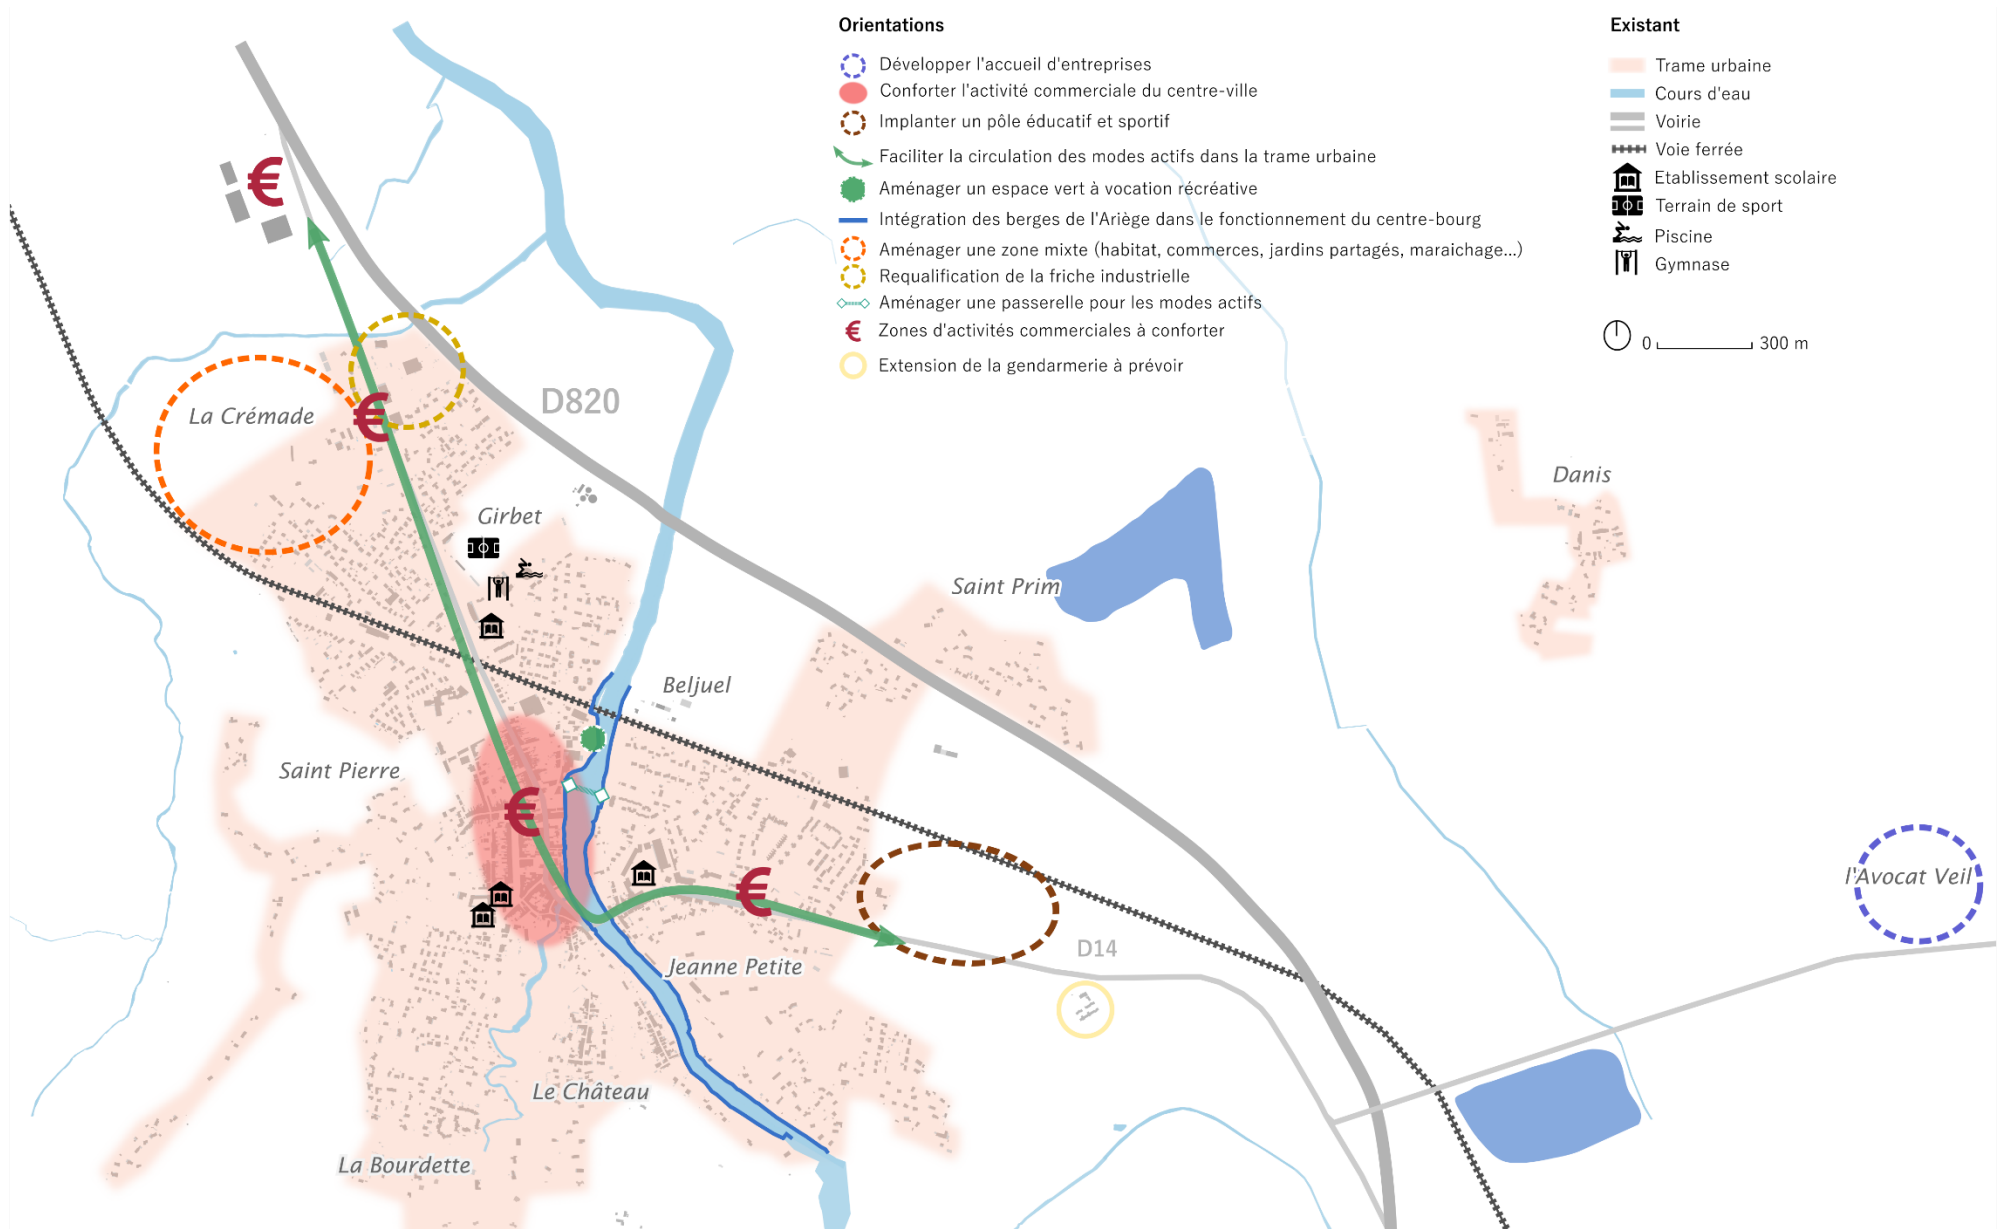 Orientations
Développer l'accueil d'entreprises
Conforter l'activité commerciale du centre-ville
Implanter un pôle éducatif et sportif
Faciliter la circulation des modes actifs dans la trame urbaine
Aménager un espace vert à vocation récréative
Intégration des berges de l'Ariège dans le fonctionnement du centre-bourg
Aménager une zone mixte (habitat, commerces, jardins partagés, maraichage...)
Requalification de la friche industrielle
Aménager une passerelle pour les modes actifs
€ Zones d'activités commerciales à conforter
Extension de la gendarmerie à prévoir
Existant
Trame urbaine
Cours d'eau
Voirie
Voie ferrée
Etablissement scolaire
Terrain de sport
Piscine
Gymnase
0 300 m
€
D820
La Crémade
€
Danis
Girbet
Saint Prim
Beljuel
Saint Pierre
€
€
l'Avocat Veil
D14
Jeanne Petite
Le Château
La Bourdette